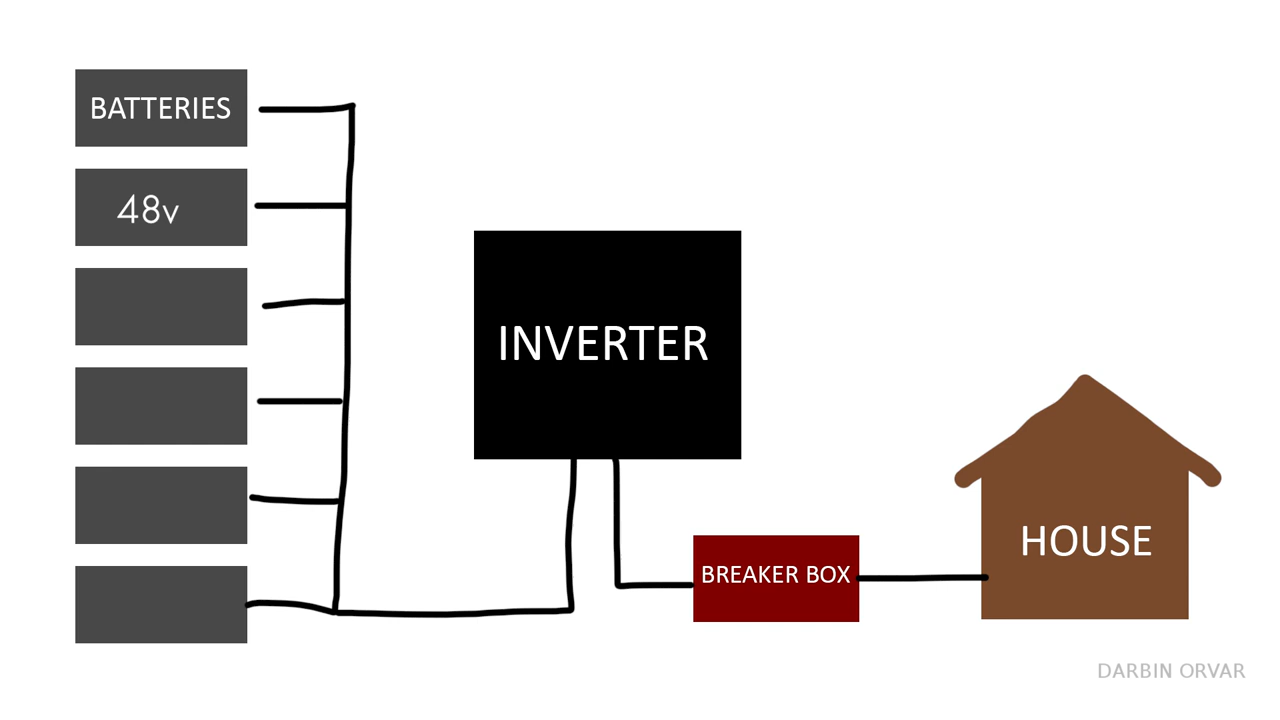 BATTERIES
48v
INVERTER
HOUSE
BREAKER BOX
DARBIN ORVAR